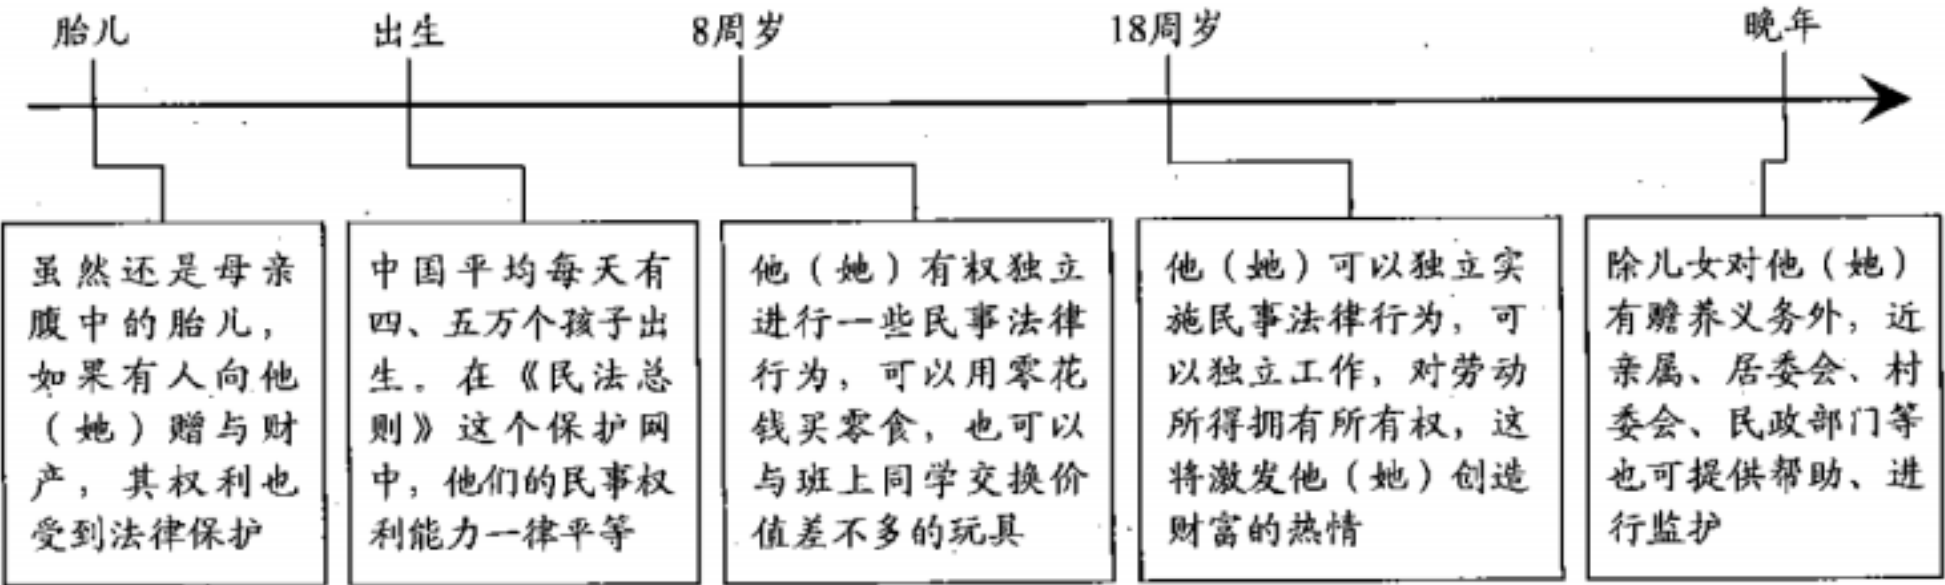 胎儿
出生
8周岁
18周岁
晚年
虽然还是母亲
腹中的胎儿，
如果有人向他
（她）赠与财
产，其权利也
受到法律保护
中国平均每天有
四、五万个孩子出
生。在《民法总
则》这个保护网
中，他们的民事权
利能力一律平等
他（她）有权独立
进行一些民事法律
行为，可以用零花
钱买零食，也可以
与班上同学交换价
值差不多的玩具
他（她）可以独立实
施民事法律行为，可
以独立工作，对劳动
所得拥有所有权，这
将激发他（她）创造
财富的热情
除儿女对他（她）
有赡养义务外，近
亲属、居委会、村
委会、民政部门等
也可提供帮助、进
行监护